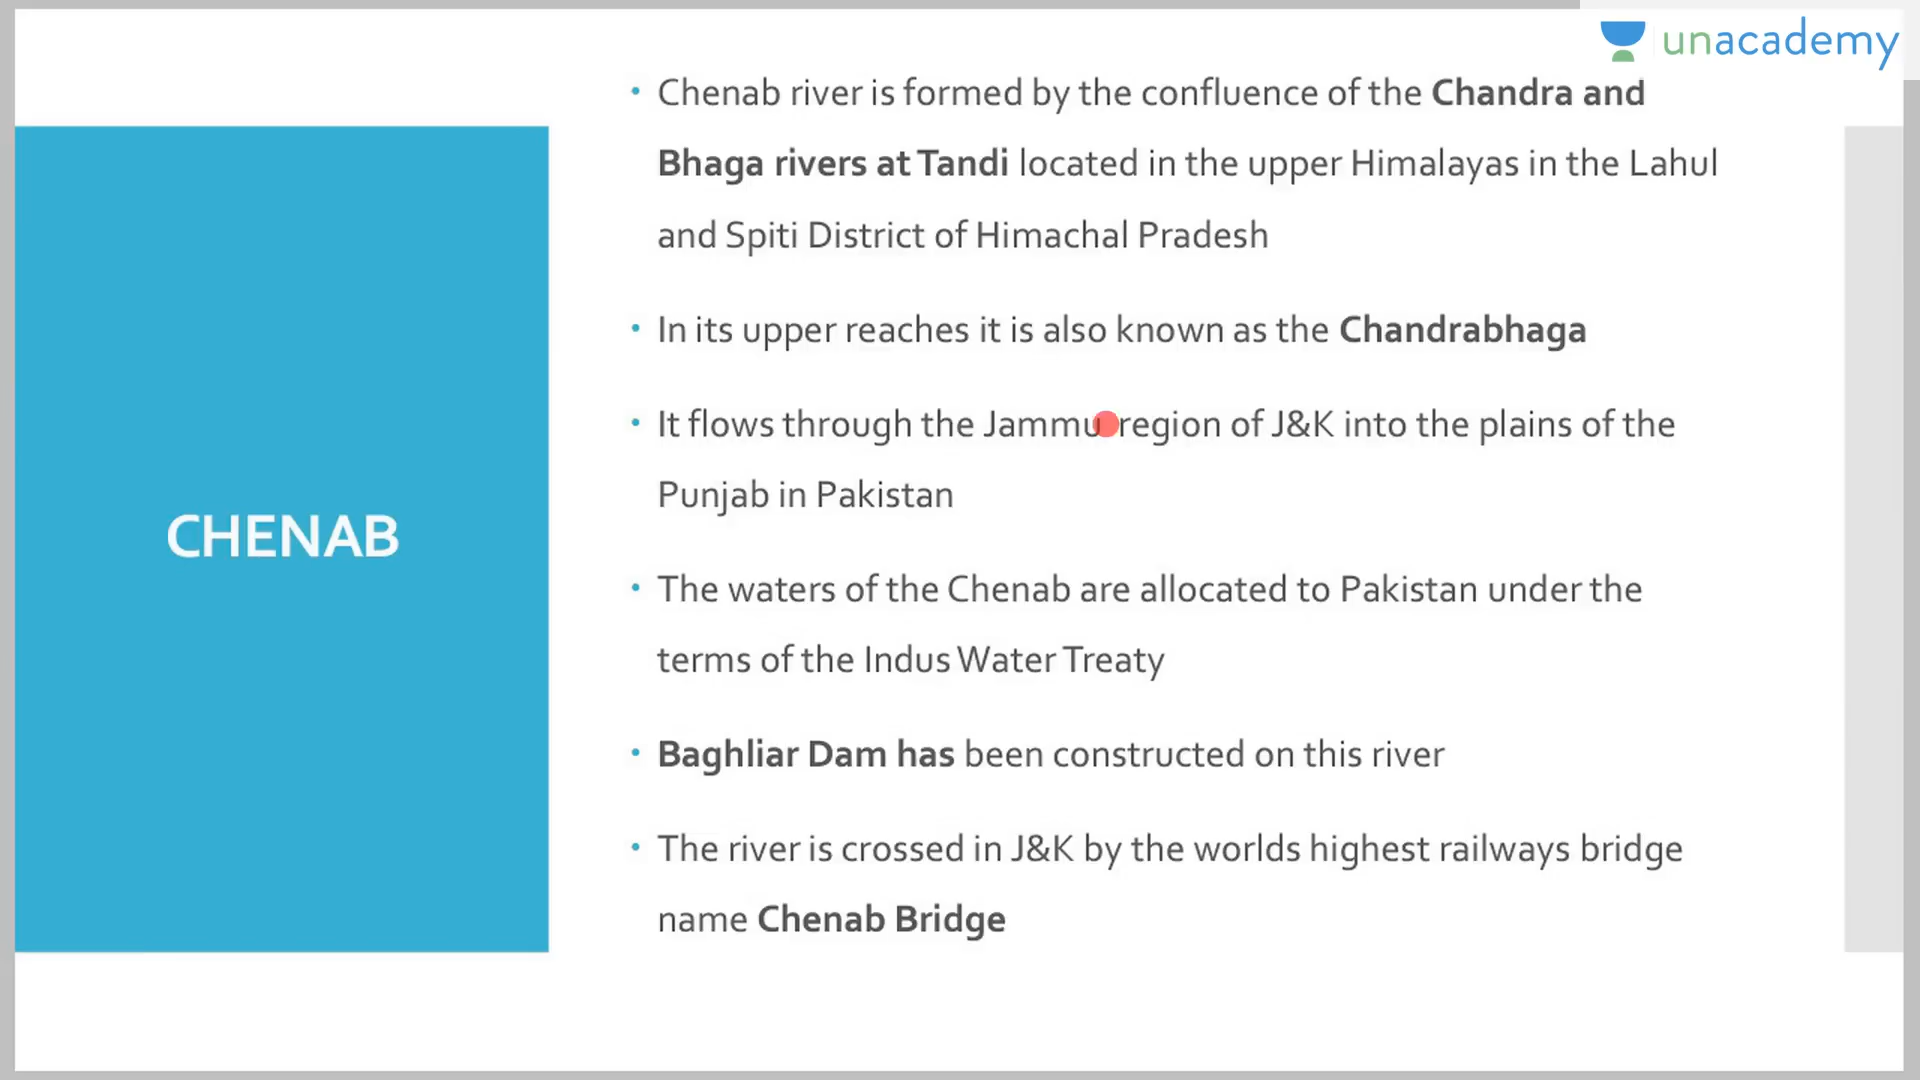 unacademy
• Chenab river is formed by the confluence of the Chandra and
Bhaga rivers at Tandi located in the upper Himalayas in the Lahul
and Spiti District of Himachal Pradesh
• In its upper reaches it is also known as the Chandrabhaga
• It flows through the Jammu region of J&K into the plains of the
Punjab in Pakistan
CHENAB
• The waters of the Chenab are allocated to Pakistan under the
terms of the Indus Water Treaty
• Baghliar Dam has been constructed on this river
• The river is crossed in J&K by the worlds highest railways bridge
name Chenab Bridge